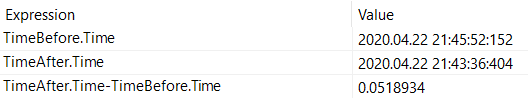 Expression Value
TimeBefore.Time 2020.04.22 21:45:52:152
TimeAfter.Time 2020.04.22 21:43:36:404
TimeAfter.Time-TimeBefore.Time 0.0518934